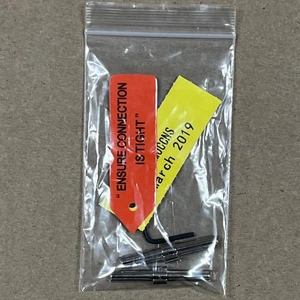 " ENSURE CONNECTION
IS TIGHT "
March 2019